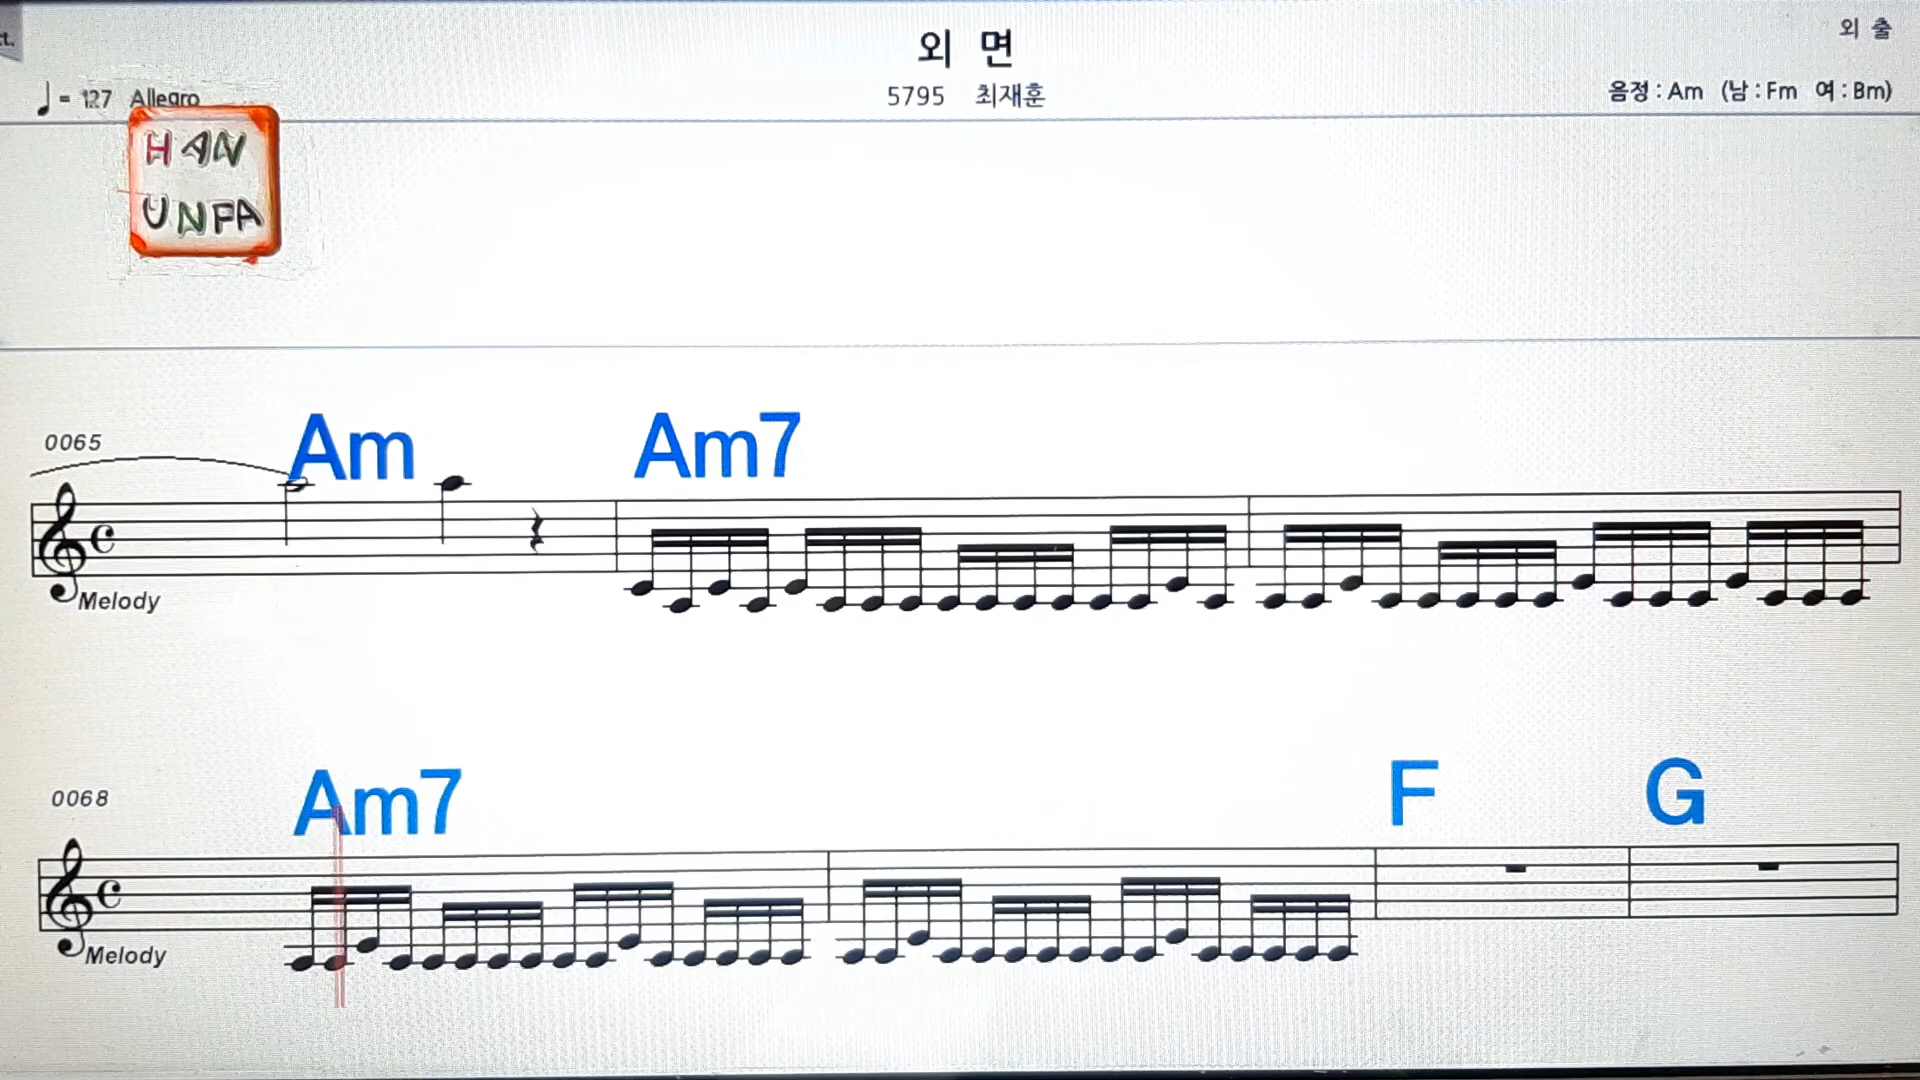 외 출
외 면
♩ = 127 Allegro
5795 최재훈
음정 : Am (남 : Fm 여 : Bm)
HAN
UNFA
0065
Am Am7
Melody
0068
Am7 F G
Melody